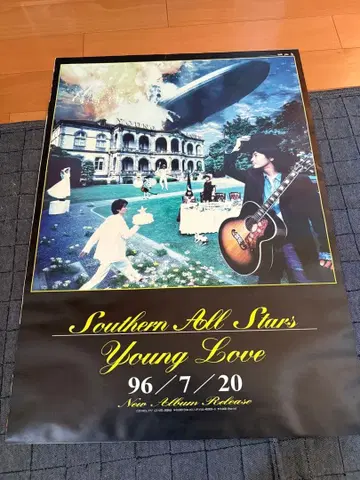 Southern All Stars
Young Love
96/7/20
New Album Release